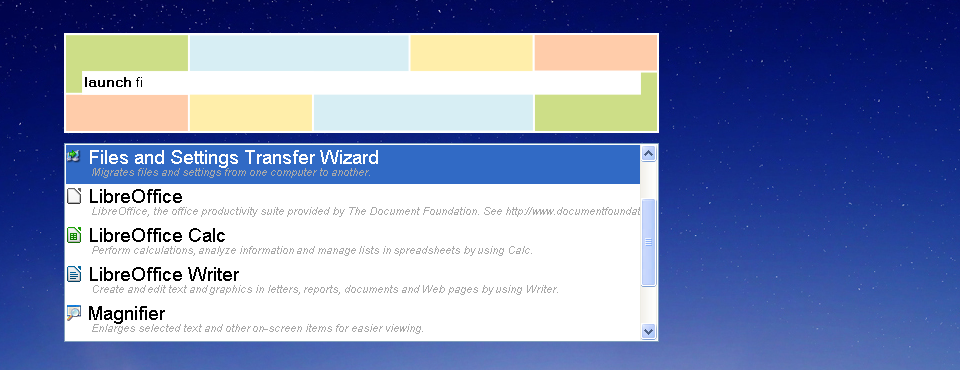 launch fi
Files and Settings Transfer Wizard
Migrates files and settings from one computer to another.
LibreOffice
LibreOffice, the office productivity suite provided by The Document Foundation. See http://www.documentfoundat
LibreOffice Calc
Perform calculations, analyze information and manage lists in spreadsheets by using Calc.
LibreOffice Writer
Create and edit text and graphics in letters, reports, documents and Web pages by using Writer.
Magnifier
Enlarges selected text and other on-screen items for easier viewing.